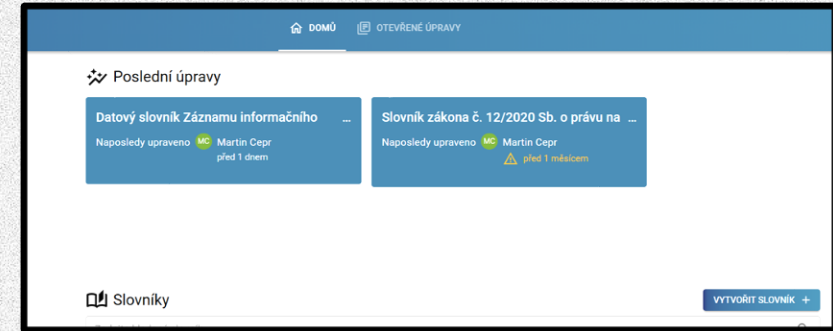 DOMŮ
OTEVŘENÉ ÚPRAVY
Poslední úpravy
Datový slovník Záznamu informačního ...
Naposledy upraveno MC Martin Cepr
před 1 dnem
Slovník zákona č. 12/2020 Sb. o právu na ...
Naposledy upraveno MC Martin Cepr
před 1 měsícem
Slovníky
VYTVOŘIT SLOVNÍK +